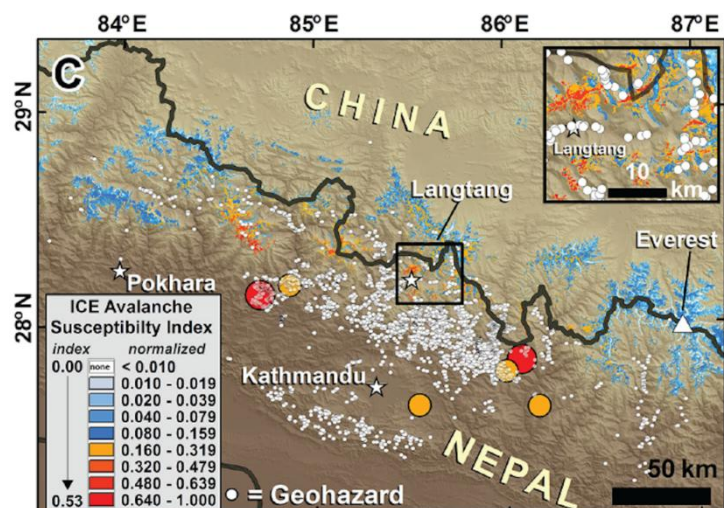 84°E 85°E 86°E 87°E
C
29°N
28°N
CHINA
Langtang
Everest
Pokhara
Kathmandu
NEPAL
Langtang
10
km
ICE Avalanche
Susceptibilty Index
index normalized
0.00 none < 0.010
0.010 - 0.019
0.020 - 0.039
0.040 - 0.079
0.080 - 0.159
0.160 - 0.319
0.320 - 0.479
0.480 - 0.639
0.53 0.640 - 1.000
= Geohazard
50 km